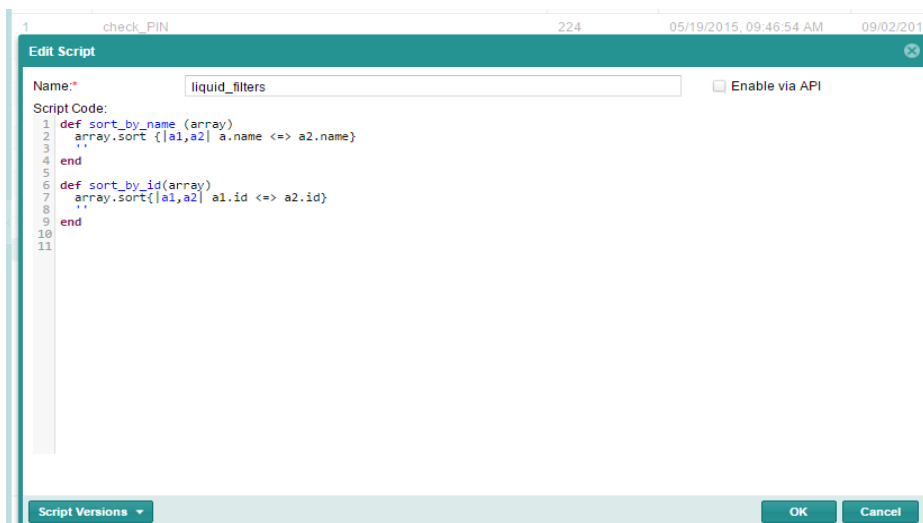 1 check_PIN 224 05/19/2015, 09:46:54 AM 09/02/201
Edit Script
Name:* liquid_filters Enable via API
Script Code:
1 def sort_by_name (array)
2 array.sort {|a1,a2| a.name <=> a2.name}
3 ''
4 end
5
6 def sort_by_id(array)
7 array.sort{|a1,a2| a1.id <=> a2.id}
8 ''
9 end
10
11
Script Versions OK Cancel